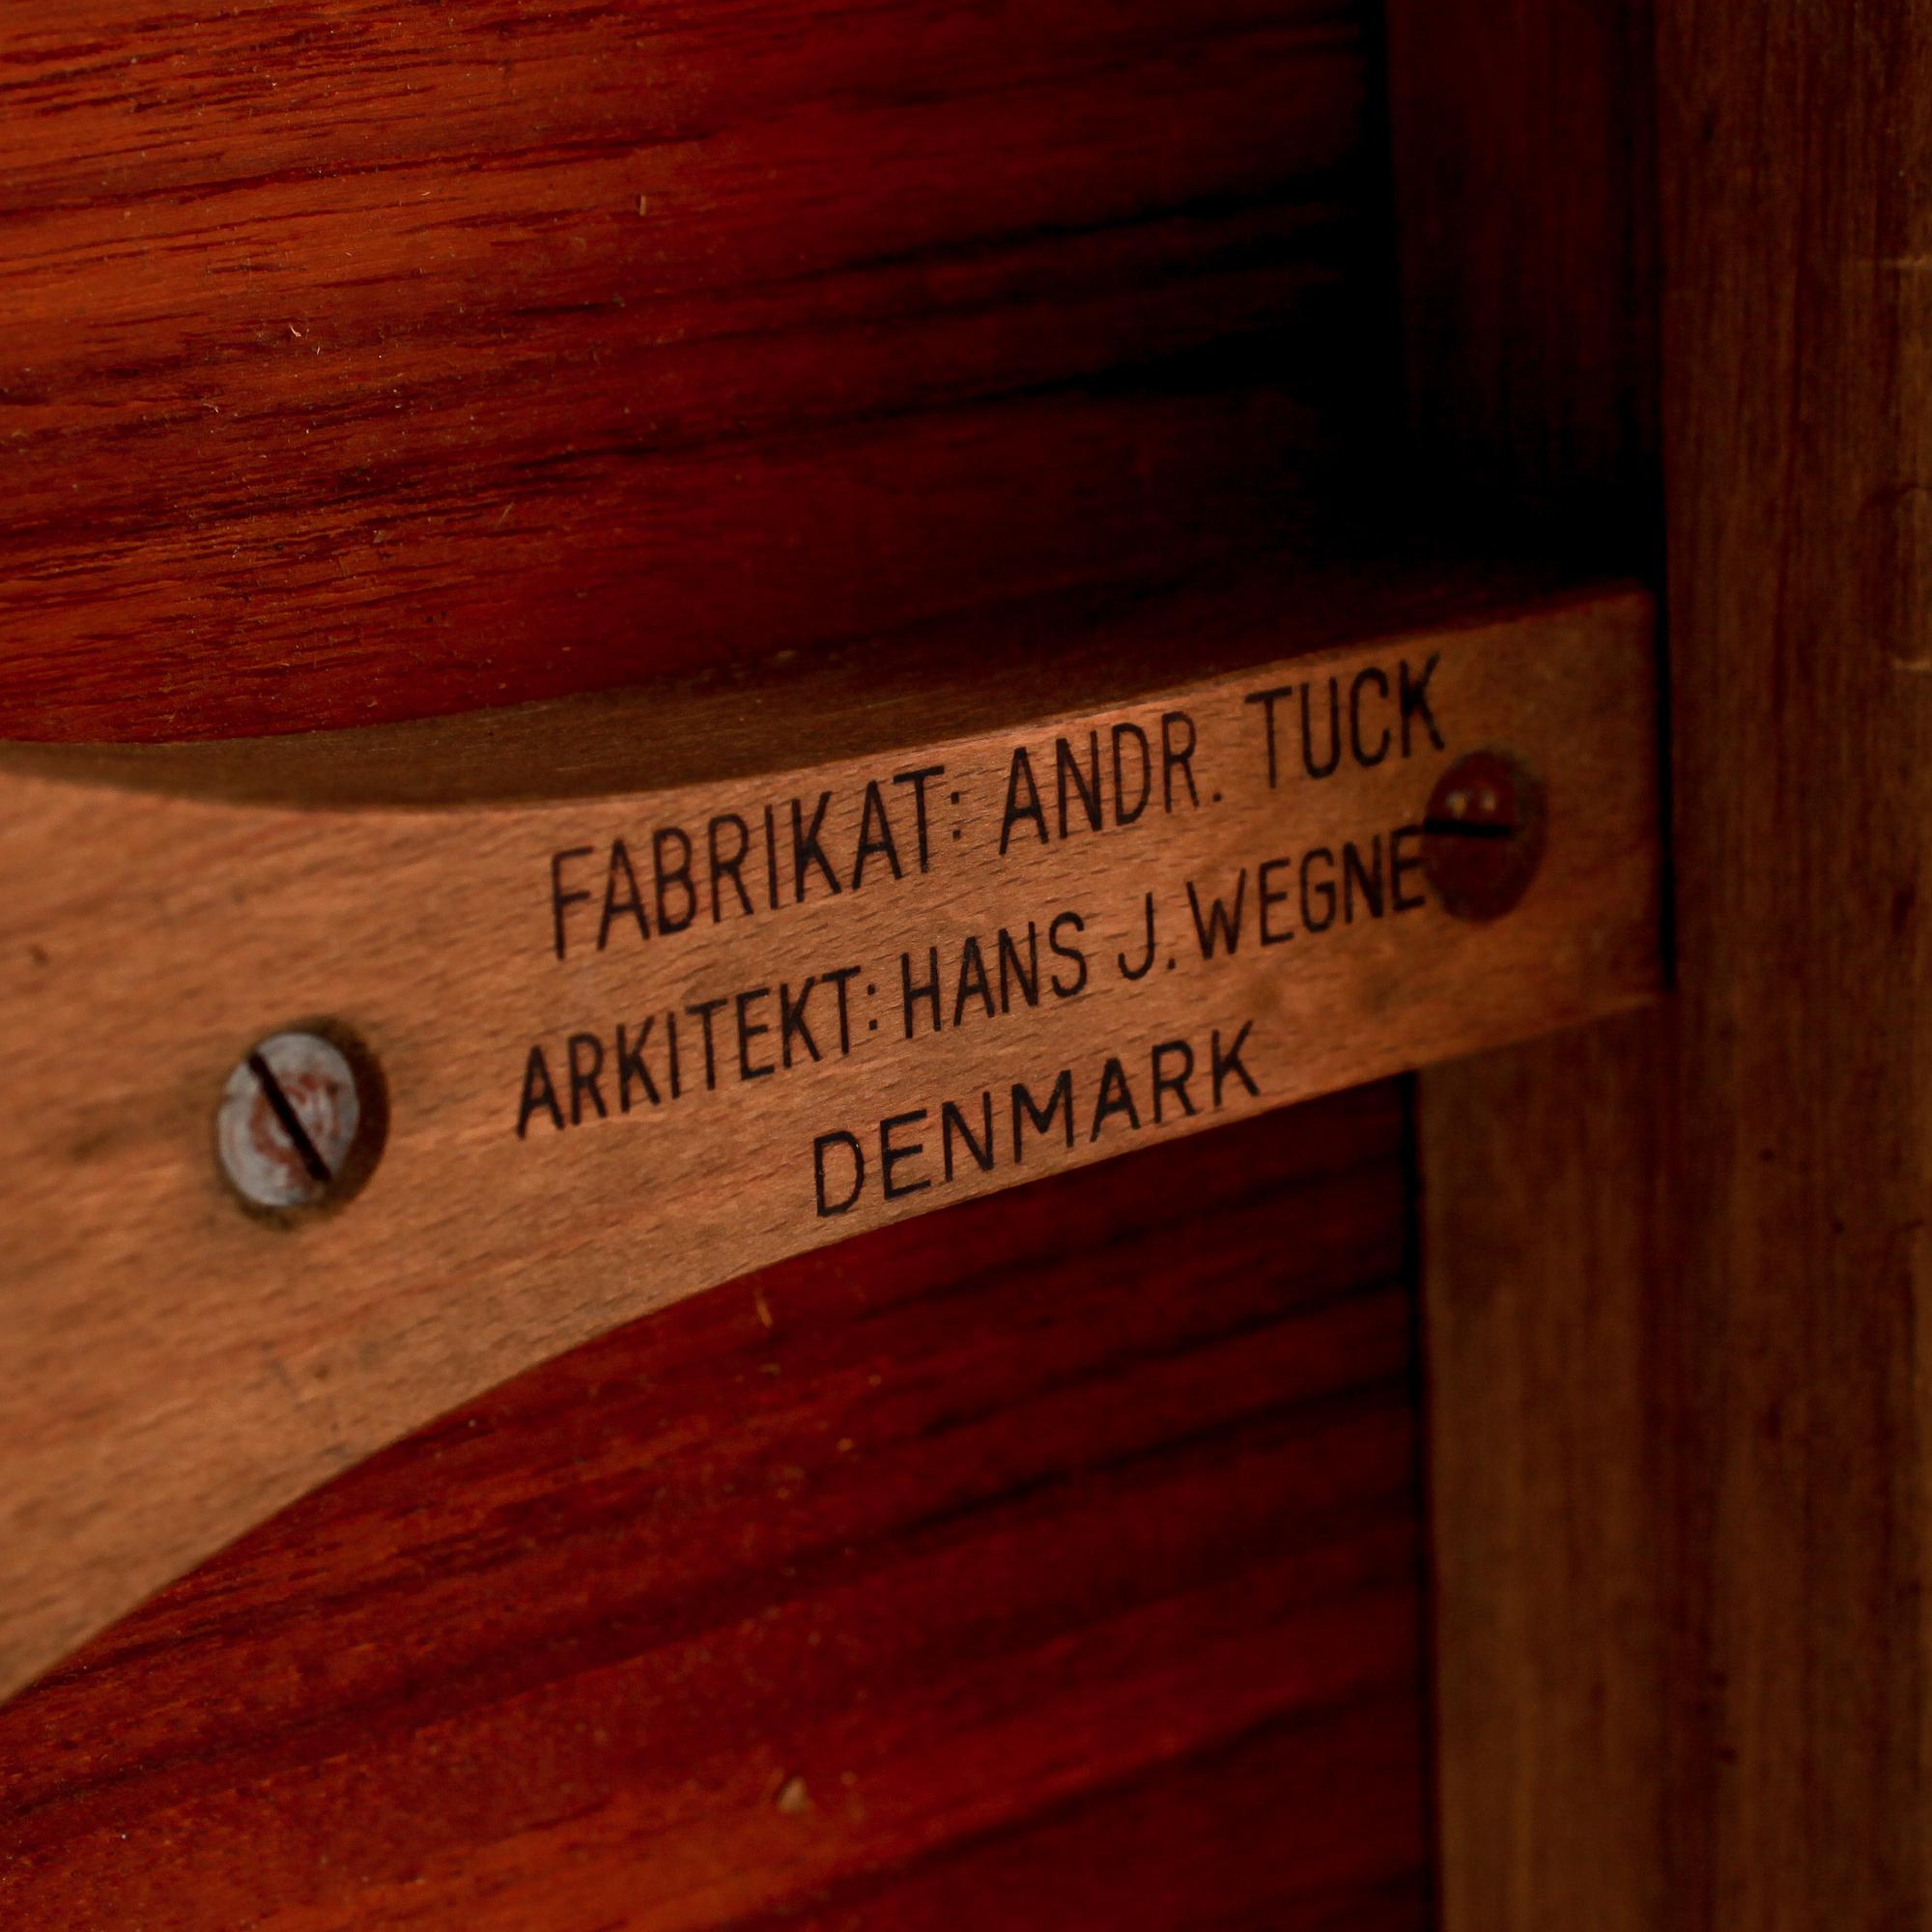 FABRIKAT: ANDR. TUCK
ARKITEKT: HANS J. WEGNE
DENMARK